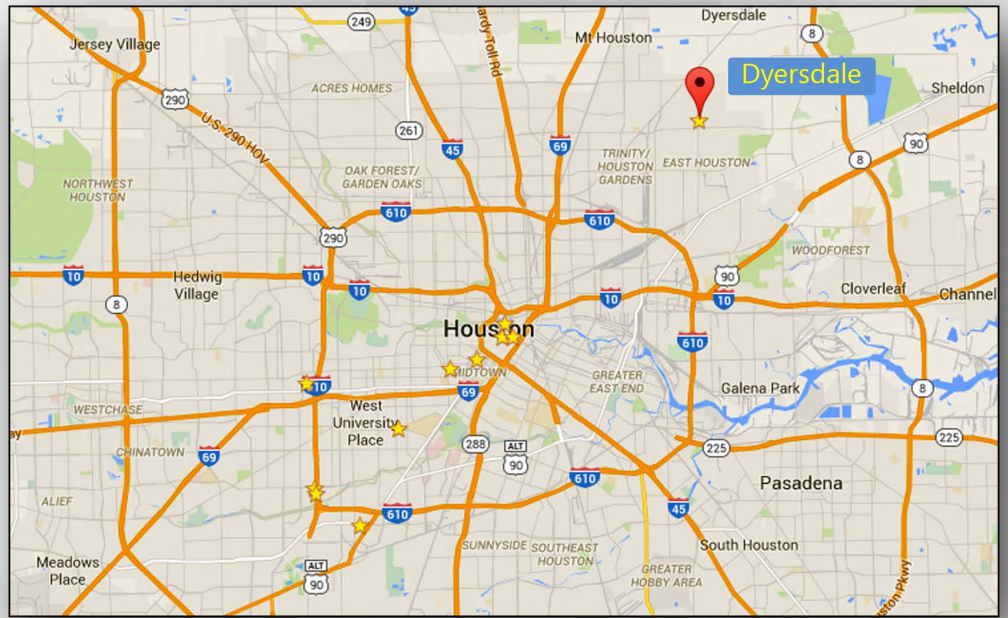 45
249
Hardy Toll Rd
Dyersdale
8
Jersey Village
Mt Houston
Dyersdale
Sheldon
290
ACRES HOMES
U.S. 290 HOV
261
45
69
90
TRINITY/
HOUSTON
GARDENS
EAST HOUSTON
8
OAK FOREST/
GARDEN OAKS
NORTHWEST
HOUSTON
610
610
290
WOODFOREST
10
Hedwig
Village
10
10
10
90
10
Cloverleaf
Channel
8
Houston
610
MIDTOWN
GREATER
EAST END
610
69
Galena Park
8
WESTCHASE
West
University
Place
ay
CHINATOWN
69
288
ALT
90
225
225
610
Pasadena
ALIEF
610
45
SUNNYSIDE
SOUTHEAST
HOUSTON
South Houston
Meadows
Place
ALT
90
GREATER
HOBBY AREA
uston Pkwy